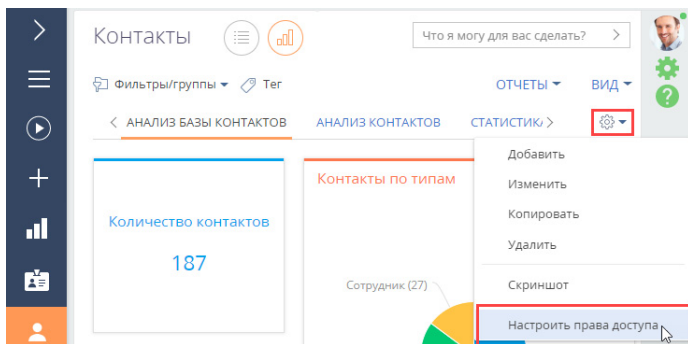 Контакты
Что я могу для вас сделать?
Фильтры/группы
Тег
ОТЧЕТЫ
ВИД
АНАЛИЗ БАЗЫ КОНТАКТОВ
АНАЛИЗ КОНТАКТОВ
СТАТИСТИК
Добавить
Изменить
Копировать
Удалить
Скриншот
Настроить права доступа
Количество контактов
187
Контакты по типам
Сотрудник (27)